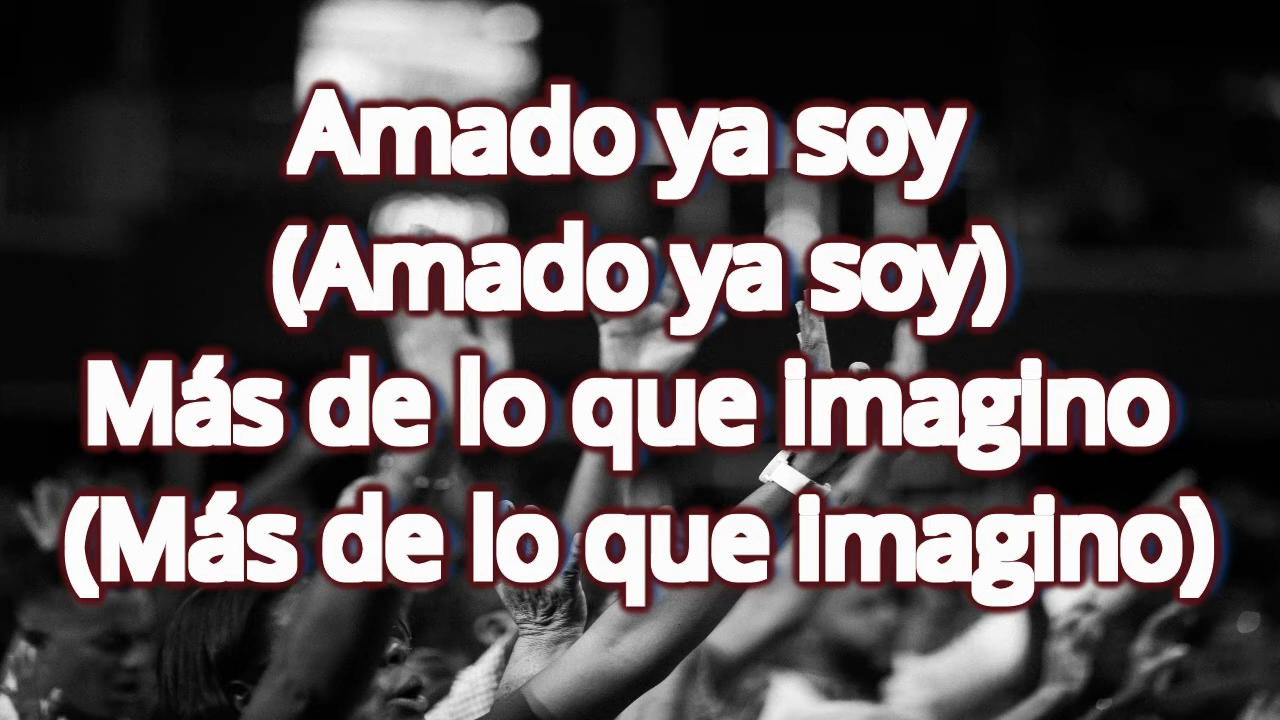 Amado ya soy
(Amado ya soy)
Más de lo que imagino
(Más de lo que imagino)